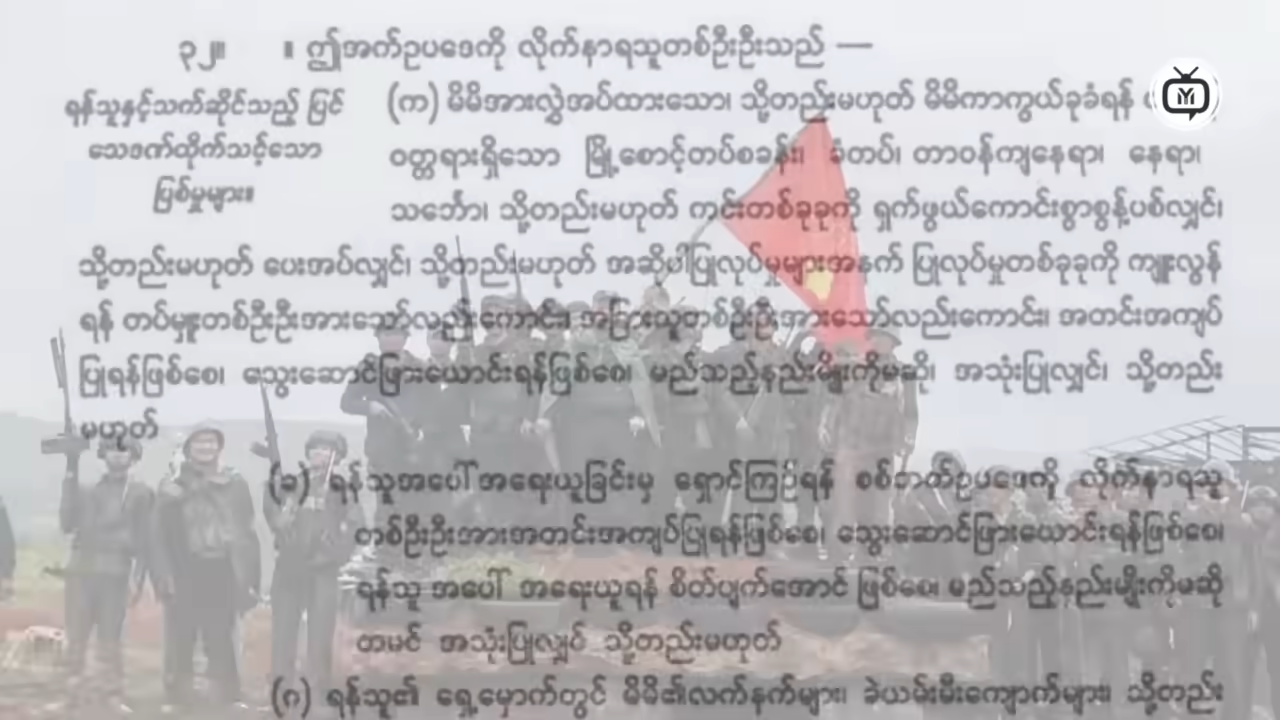 ၃၂။ ။ ဤအက်ဥပဒေကို လိုက်နာရသူတစ်ဦးဦးသည် —
ရန်သူနှင့်သက်ဆိုင်သည့် ပြင်
သေဒဏ်ထိုက်သင့်သော
ပြစ်မှုများ။
(က) မိမိအားလွှဲအပ်ထားသော၊ သို့တည်းမဟုတ် မိမိကာကွယ်ခုခံရန်
ဝတ္တရားရှိသော မြို့စောင့်တပ်စခန်း၊ ခံတပ်၊ တာဝန်ကျနေရာ၊ နေရာ၊
သင်္ဘော၊ သို့တည်းမဟုတ် ကင်းတစ်ခုခုကို ရှက်ဖွယ်ကောင်းစွာစွန့်ပစ်လျှင်၊
သို့တည်းမဟုတ် ပေးအပ်လျှင်၊ သို့တည်းမဟုတ် အဆိုပါပြုလုပ်မှုများအနက် ပြုလုပ်မှုတစ်ခုခုကို ကျူးလွန်
ရန် တပ်မှူးတစ်ဦးဦးအားသော်လည်းကောင်း၊ အခြားသူတစ်ဦးဦးအားသော်လည်းကောင်း၊ အတင်းအကျပ်
ပြုရန်ဖြစ်စေ၊ သွေးဆောင်ဖြားယောင်းရန်ဖြစ်စေ၊ မည်သည့်နည်းမျိုးကိုမဆို၊ အသုံးပြုလျှင်၊ သို့တည်း
မဟုတ်
(ခ) ရန်သူအပေါ် အရေးယူခြင်းမှ ရှောင်ကြဉ်ရန် စစ်ဘက်ဥပဒေကို လိုက်နာရသူ
တစ်ဦးဦးအားအတင်းအကျပ်ပြုရန်ဖြစ်စေ၊ သွေးဆောင်ဖြားယောင်းရန်ဖြစ်စေ၊
ရန်သူ အပေါ် အရေးယူရန် စိတ်ပျက်အောင် ဖြစ်စေ၊ မည်သည့်နည်းမျိုးကိုမဆို
တမင် အသုံးပြုလျှင် သို့တည်းမဟုတ်
(ဂ) ရန်သူ၏ ရှေ့မှောက်တွင် မိမိ၏လက်နက်များ၊ ခဲယမ်းမီးကျောက်များ၊ သို့တည်း